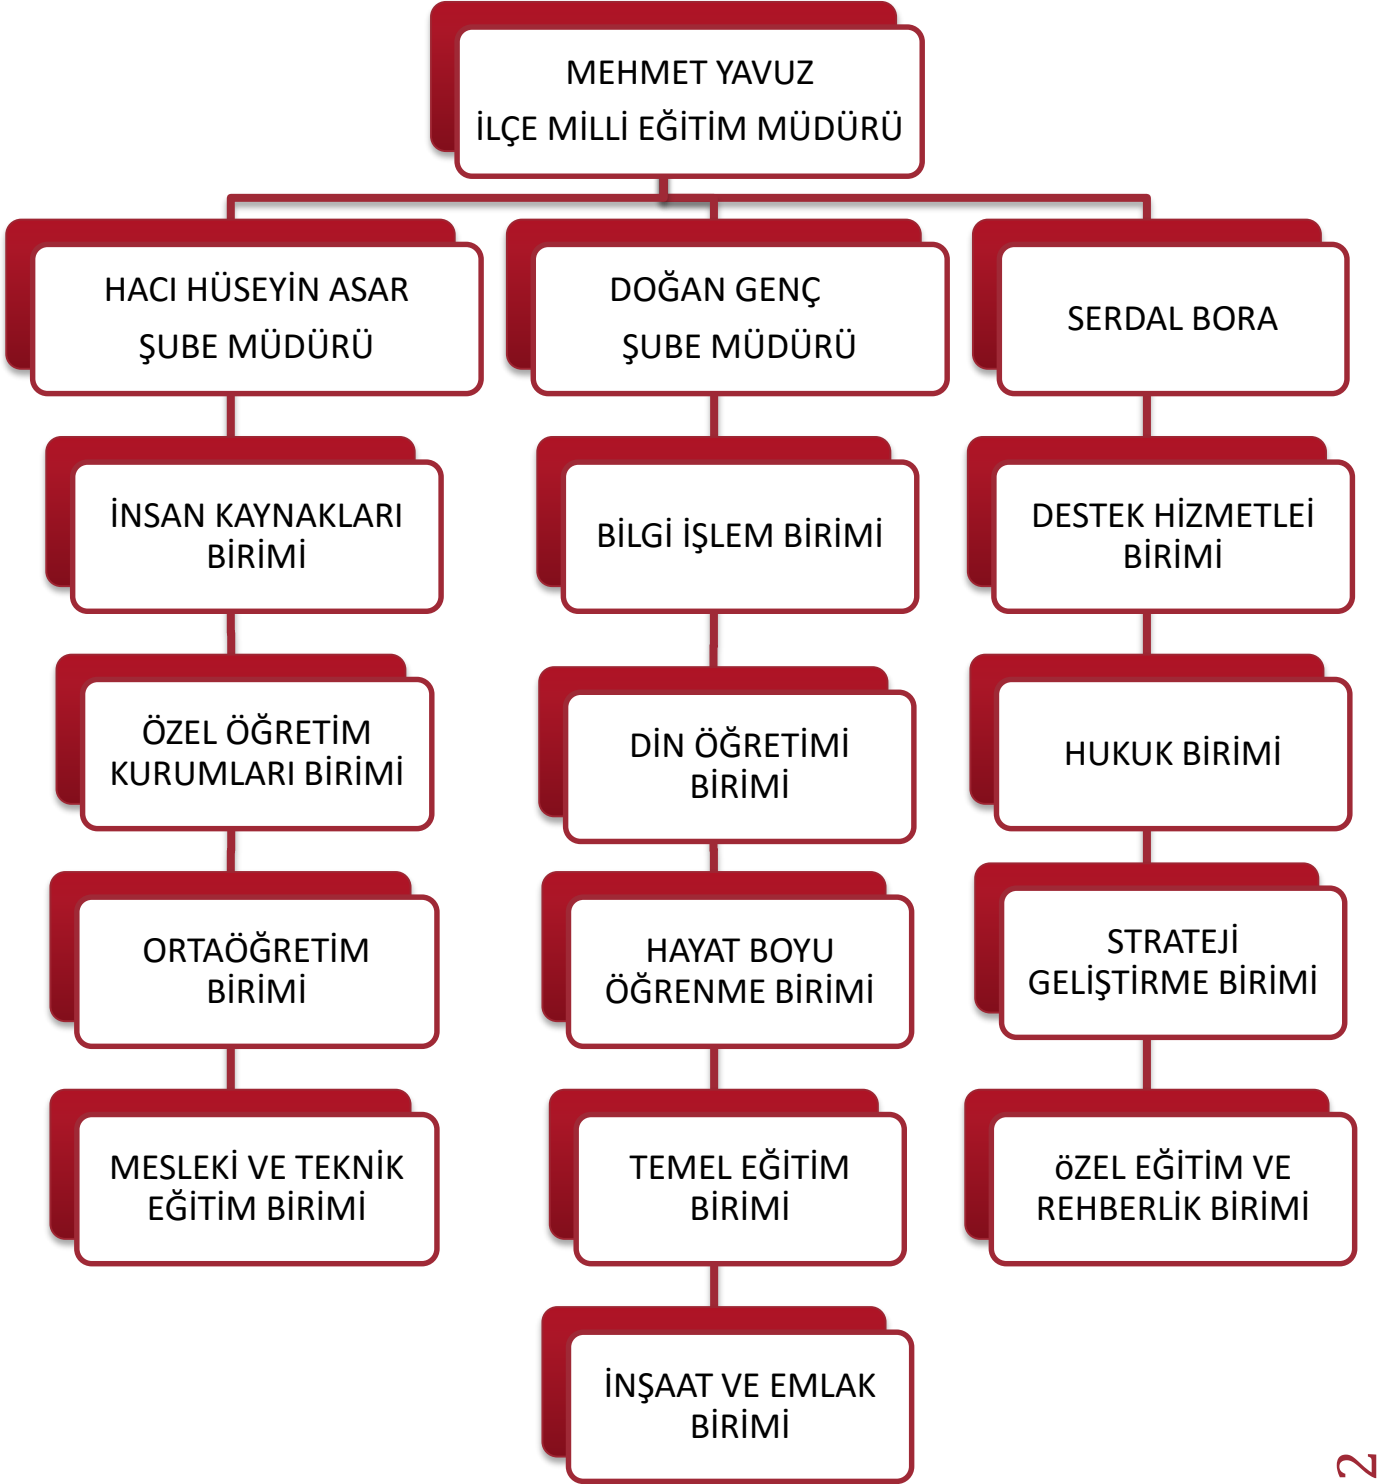 MEHMET YAVUZ
İLÇE MİLLİ EĞİTİM MÜDÜRÜ
HACI HÜSEYİN ASAR
ŞUBE MÜDÜRÜ
İNSAN KAYNAKLARI
BİRİMİ
ÖZEL ÖĞRETİM
KURUMLARI BİRİMİ
ORTAÖĞRETİM
BİRİMİ
MESLEKİ VE TEKNİK
EĞİTİM BİRİMİ
DOĞAN GENÇ
ŞUBE MÜDÜRÜ
BİLGİ İŞLEM BİRİMİ
DİN ÖĞRETİMİ
BİRİMİ
HAYAT BOYU
ÖĞRENME BİRİMİ
TEMEL EĞİTİM
BİRİMİ
İNŞAAT VE EMLAK
BİRİMİ
SERDAL BORA
DESTEK HİZMETLEİ
BİRİMİ
HUKUK BİRİMİ
STRATEJİ
GELİŞTİRME BİRİMİ
öZEL EĞİTİM VE
REHBERLİK BİRİMİ
2